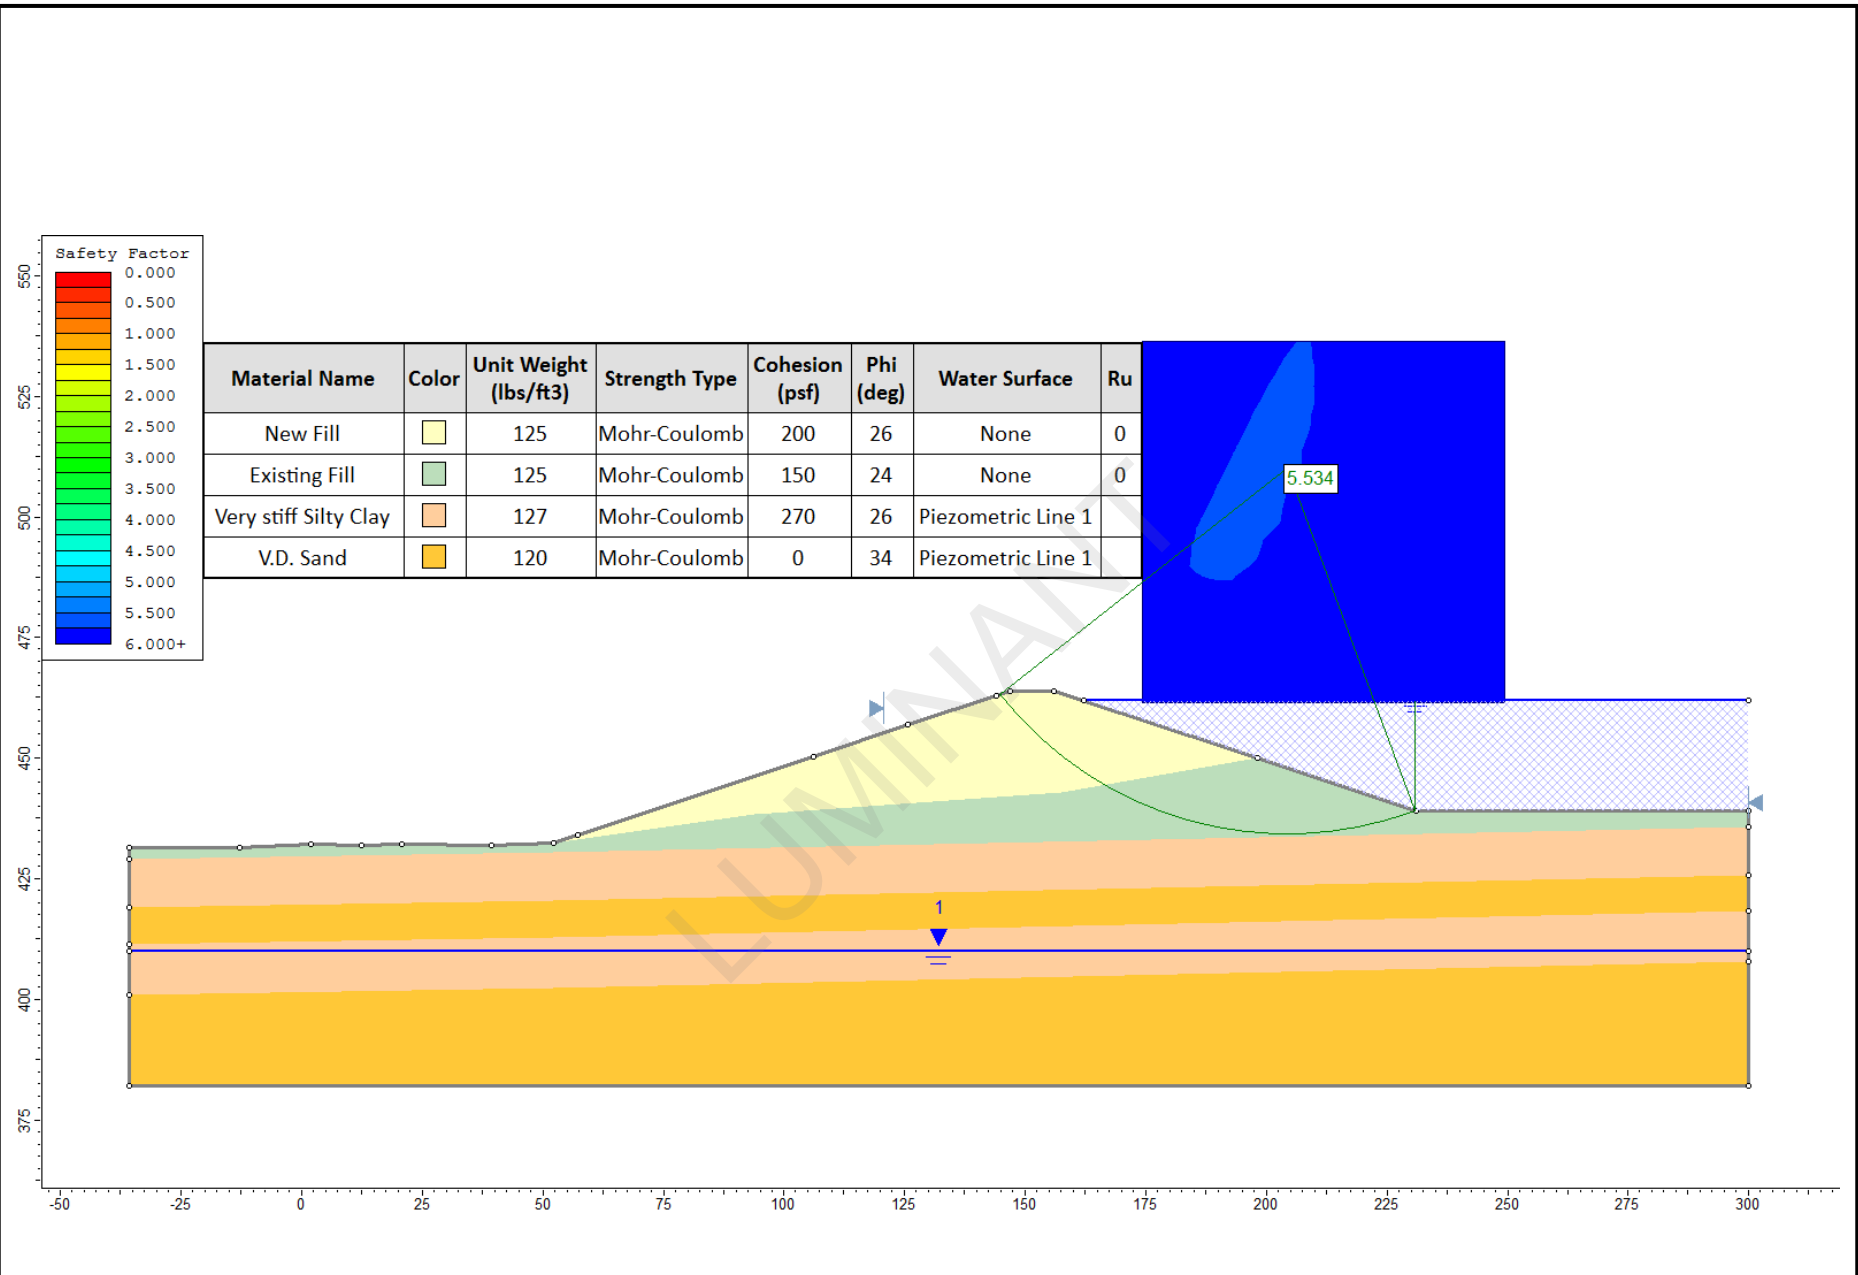 Safety Factor
0.000
0.500
1.000
1.500
2.000
2.500
3.000
3.500
4.000
4.500
5.000
5.500
6.000+
Material Name Color Unit Weight (lbs/ft3) Strength Type Cohesion (psf) Phi (deg) Water Surface Ru
New Fill 125 Mohr-Coulomb 200 26 None 0
Existing Fill 125 Mohr-Coulomb 150 24 None 0
Very stiff Silty Clay 127 Mohr-Coulomb 270 26 Piezometric Line 1
V.D. Sand 120 Mohr-Coulomb 0 34 Piezometric Line 1
5.534
LUMINANT
1
550
525
500
475
450
425
400
375
-50 -25 0 25 50 75 100 125 150 175 200 225 250 275 300